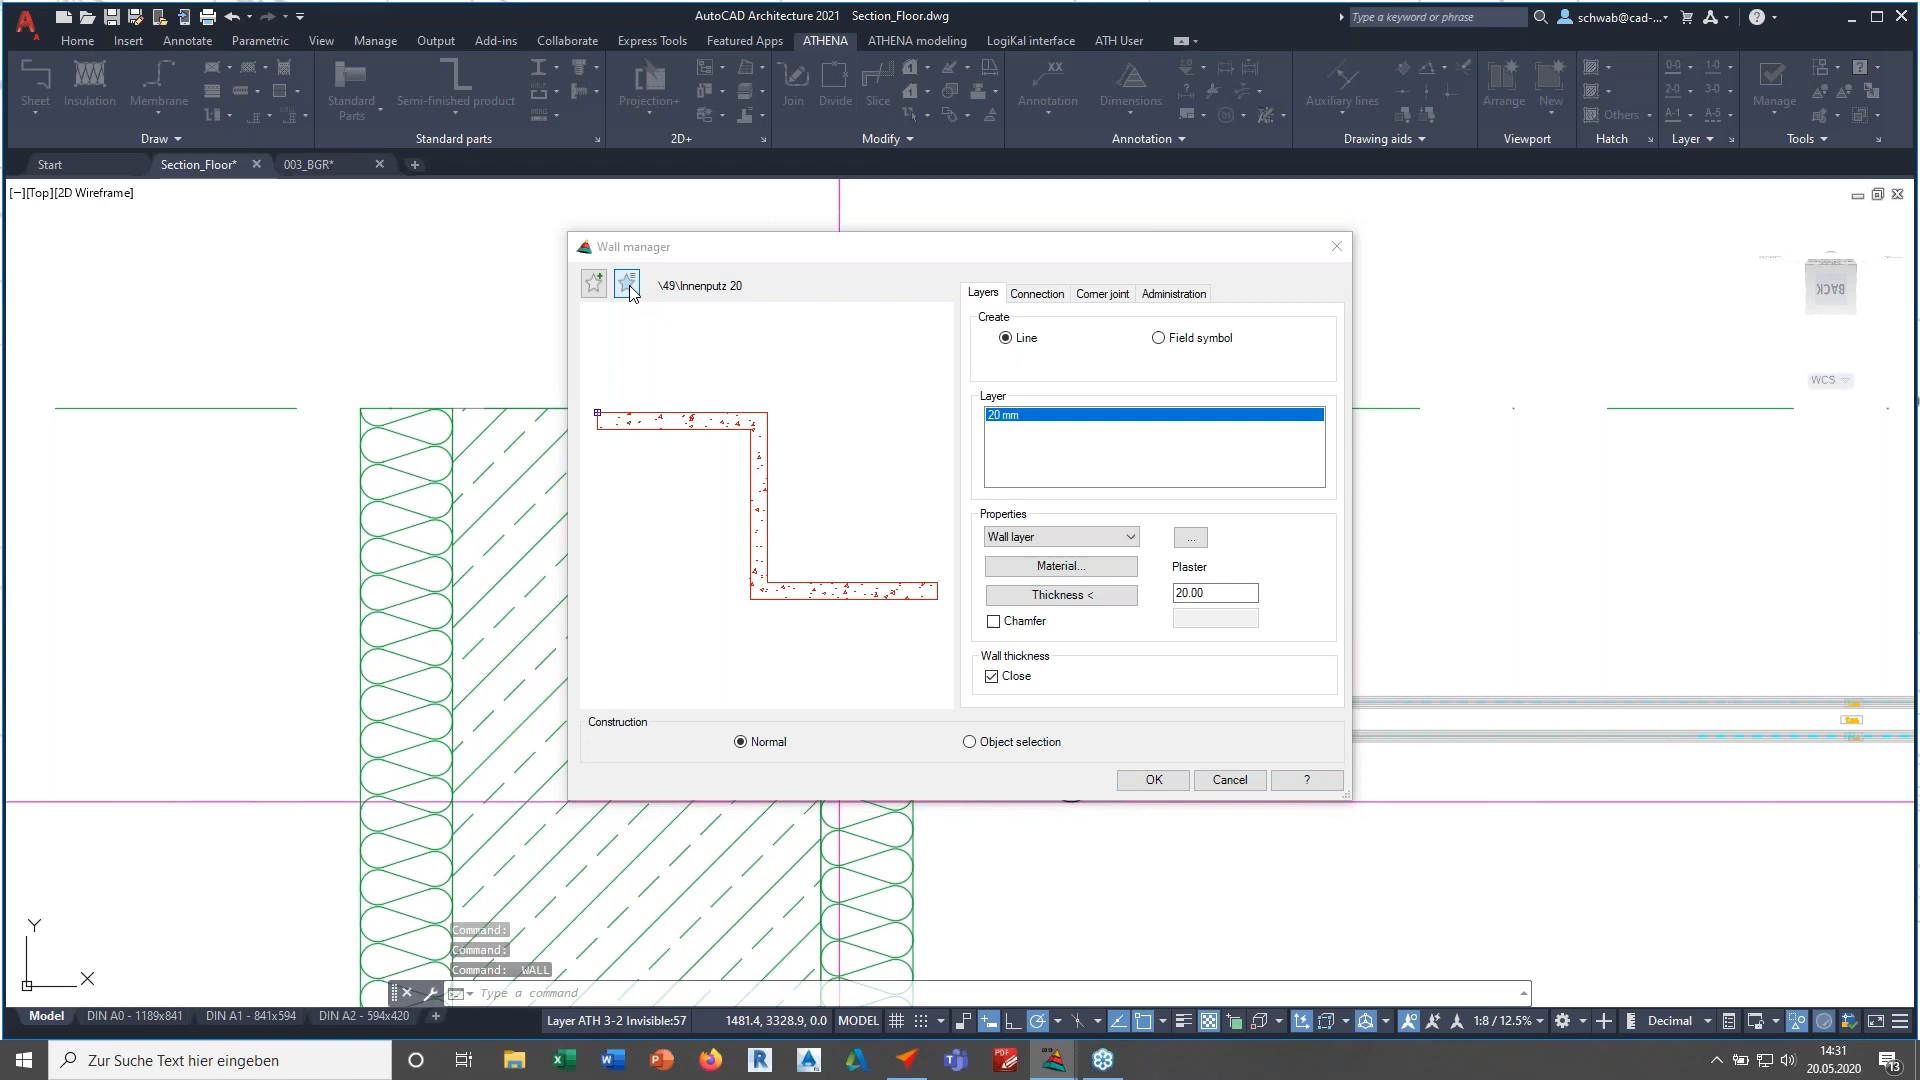 AutoCAD Architecture 2021 Section_Floor.dwg
Type a keyword or phrase
schwab@cad-...
Home Insert Annotate Parametric View Manage Output Add-ins Collaborate Express Tools Featured Apps ATHENA ATHENA modeling LogiKal interface ATH User
Sheet Insulation Membrane
Standard Parts
Semi-finished product
Projection+
Join Divide Slice
Annotation Dimensions
Auxiliary lines
Arrange New
Others
Manage
Draw Standard parts 2D+ Modify Annotation Drawing aids Viewport Hatch Layer Tools
Start Section_Floor* 003_BGR*
[−][Top][2D Wireframe]
Wall manager
\49\Innenputz 20
Layers Connection Corner joint Administration
Create
Line Field symbol
Layer
20 mm
Properties
Wall layer ...
Material... Plaster
Thickness < 20.00
Chamfer
Wall thickness
Close
Construction
Normal Object selection
OK Cancel ?
BACK
WCS
Y
X
Command:
Command:
Command: WALL
Type a command
Model DIN A0 - 1189x841 DIN A1 - 841x594 DIN A2 - 594x420 +
Layer ATH 3-2 Invisible:57 1481.4, 3328.9, 0.0 MODEL 1:8 / 12.5% Decimal
Zur Suche Text hier eingeben
14:31
20.05.2020
13